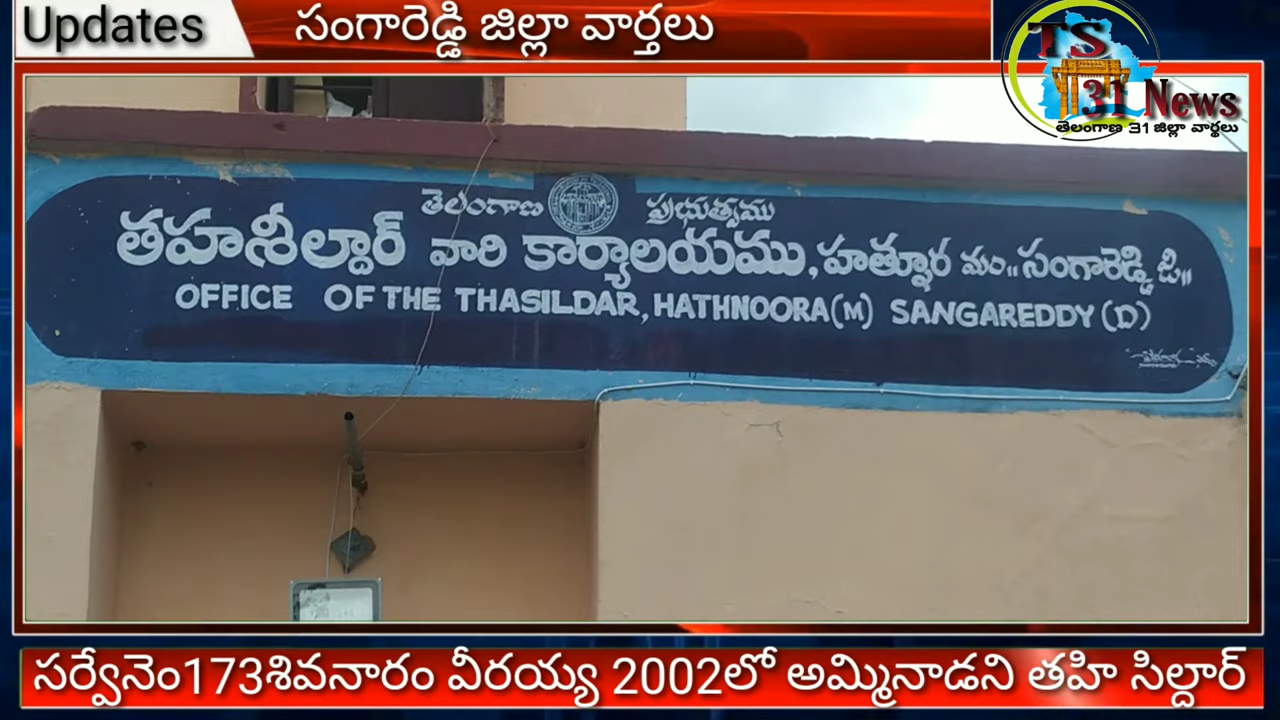 Updates
సంగారెడ్డి జిల్లా వార్తలు
TS
31 News
తెలంగాణ 31 జిల్లా వార్తలు
తెలంగాణ ప్రభుత్వము
తహశీల్దార్ వారి కార్యాలయము, హత్నూర మం,, సంగారెడ్డి జి,,
OFFICE OF THE THASILDAR, HATHNOORA(M) SANGAREDDY (D)
సర్వేనెం173శివనారం వీరయ్య 2002లో అమ్మినాడని తహి సిల్దార్